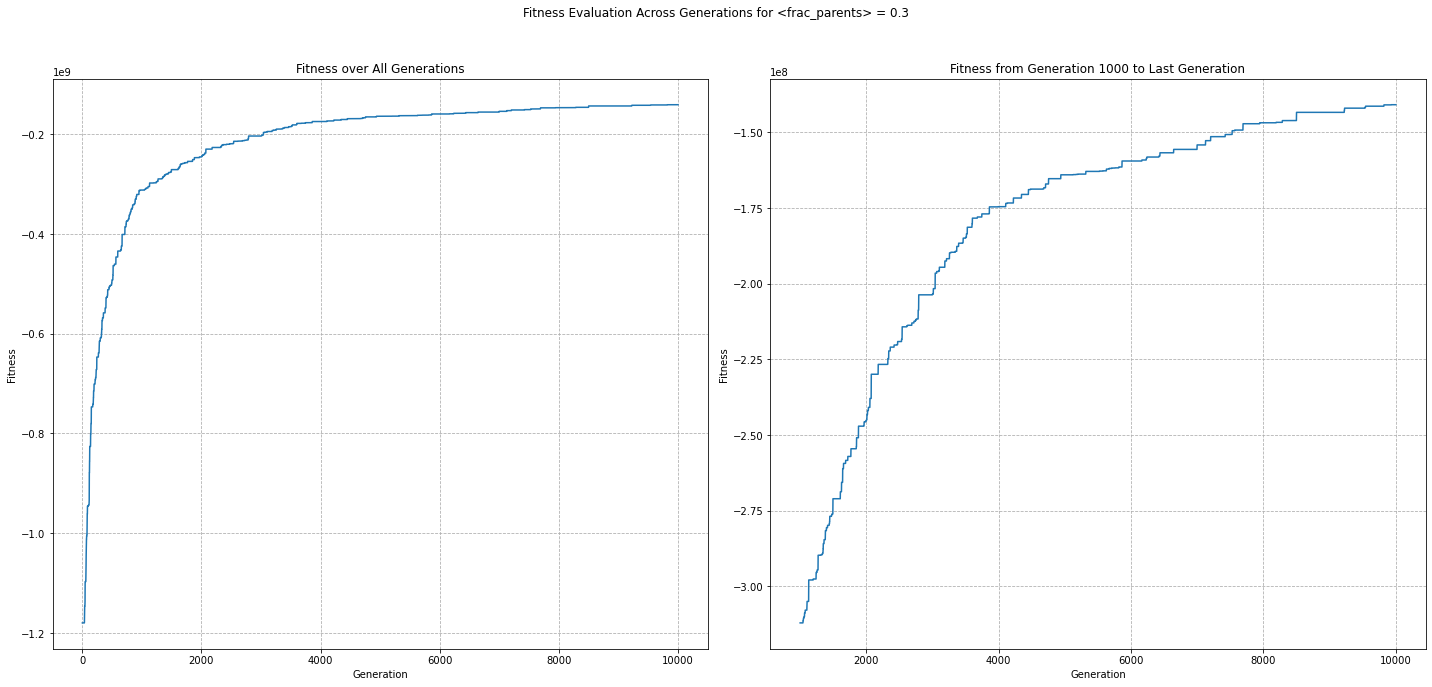 Fitness Evaluation Across Generations for <frac_parents> = 0.3
Fitness over All Generations
1e9
−0.2
−0.4
−0.6
−0.8
−1.0
−1.2
Fitness
0
2000
4000
6000
8000
10000
Generation
Fitness from Generation 1000 to Last Generation
1e8
−1.50
−1.75
−2.00
−2.25
−2.50
−2.75
−3.00
Fitness
2000
4000
6000
8000
10000
Generation